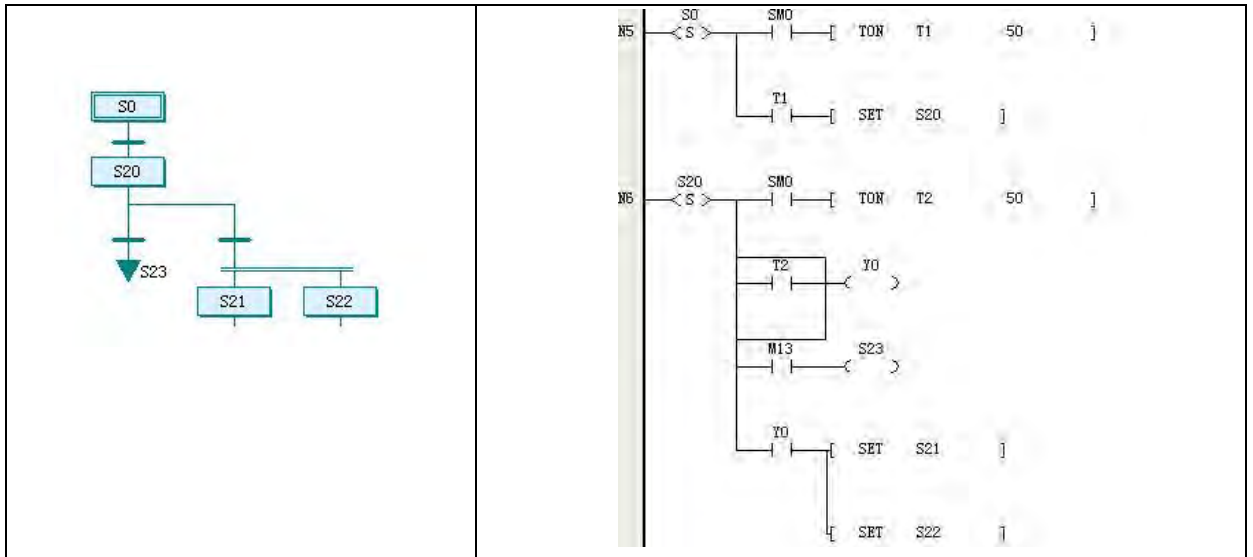 S0
S20
S23
S21 S22
S0 SM0
N5 S TON T1 50
T1
SET S20
S20 SM0
N6 S TON T2 50
T2 Y0
M13 S23
Y0
SET S21
SET S22